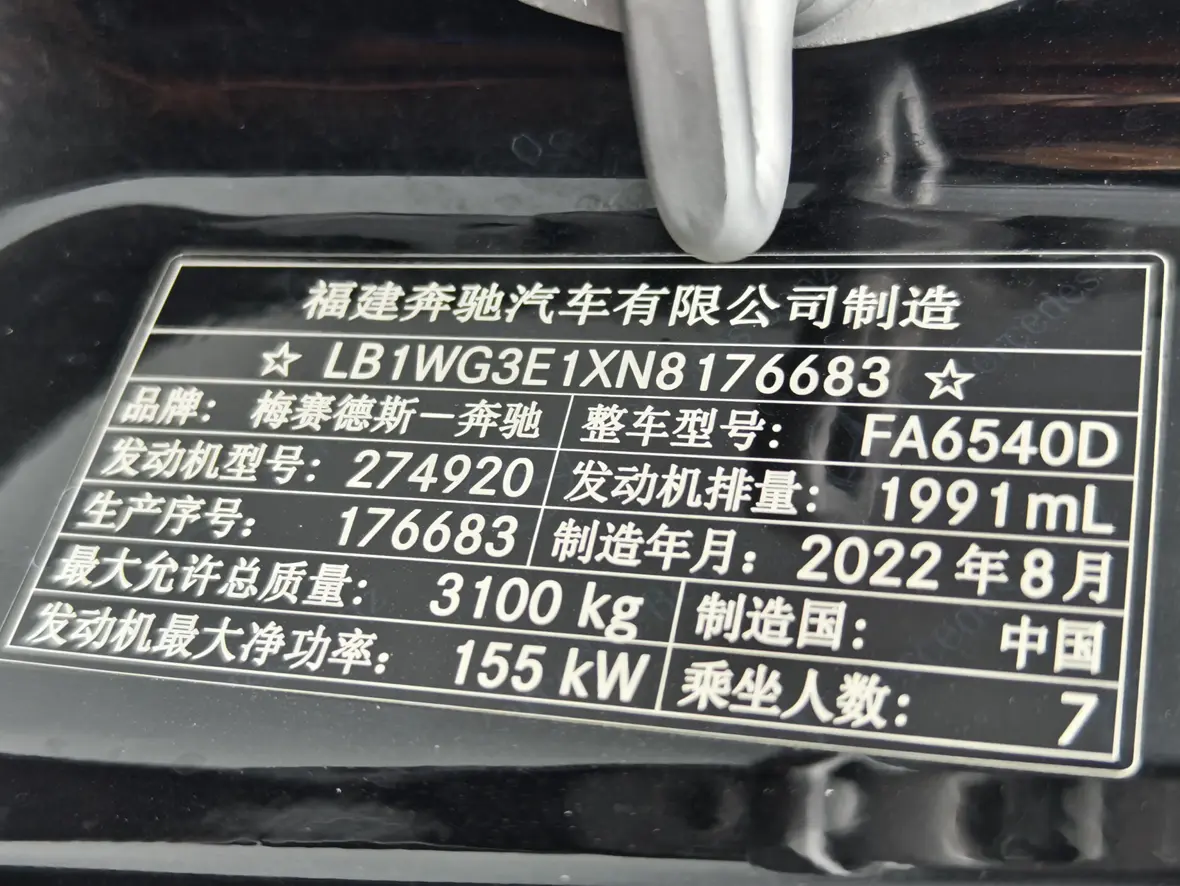 福建奔驰汽车有限公司制造
☆ LB1WG3E1XN8176683 ☆
品牌： 梅赛德斯－奔驰 整车型号： FA6540D
发动机型号： 274920 发动机排量： 1991mL
生产序号： 176683 制造年月： 2022年8月
最大允许总质量： 3100 kg 制造国： 中国
发动机最大净功率： 155 kW 乘坐人数： 7